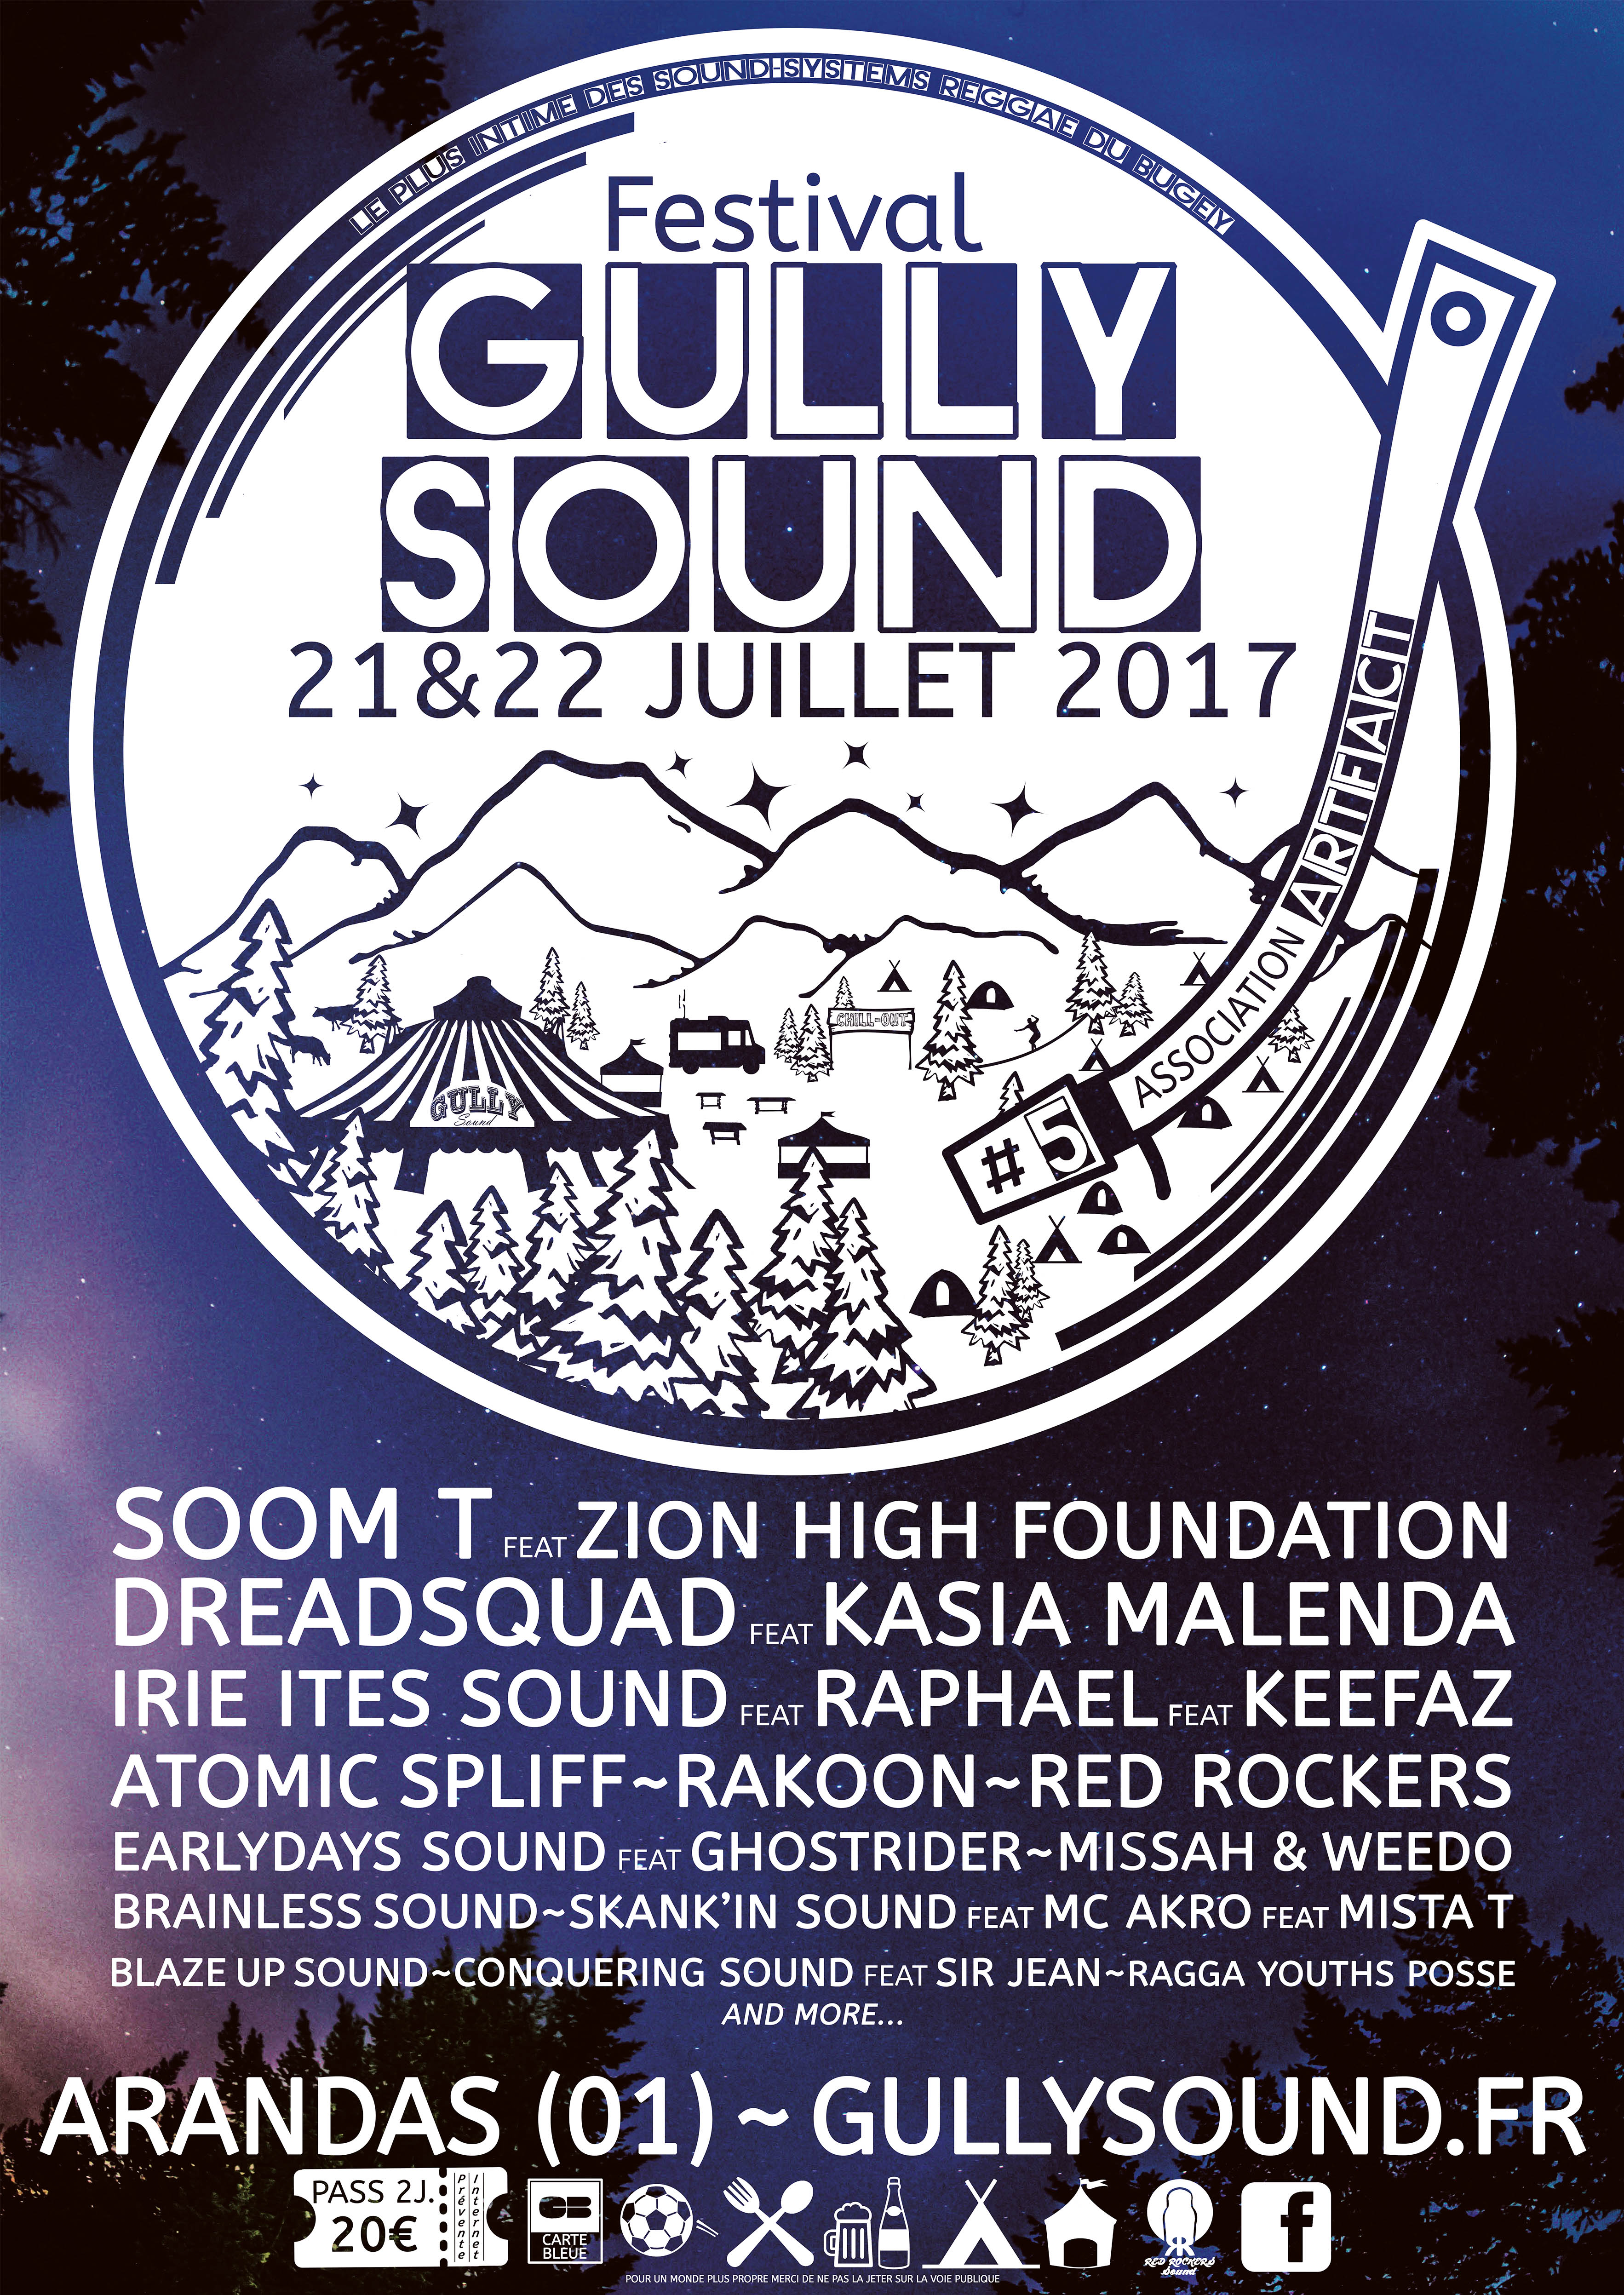 LE PLUS INTIME DES SOUND-SYSTEMS REGGAE DU BUGEY
Festival
GULLY
SOUND
21&22 JUILLET 2017
ASSOCIATION ARTFACIT
CHILL-OUT
GULLY
Sound
#5
SOOM T FEAT ZION HIGH FOUNDATION
DREADSQUAD FEAT KASIA MALENDA
IRIE ITES SOUND FEAT RAPHAEL FEAT KEEFAZ
ATOMIC SPLIFF~RAKOON~RED ROCKERS
EARLYDAYS SOUND FEAT GHOSTRIDER~MISSAH & WEEDO
BRAINLESS SOUND~SKANK'IN SOUND FEAT MC AKRO FEAT MISTA T
BLAZE UP SOUND~CONQUERING SOUND FEAT SIR JEAN~RAGGA YOUTHS POSSE
AND MORE...
ARANDAS (01) ~ GULLYSOUND.FR
PASS 2J.
20€
Prévente
Internet
CB
CARTE
BLEUE
RR
RED ROCKERS
Sound
f
POUR UN MONDE PLUS PROPRE MERCI DE NE PAS LA JETER SUR LA VOIE PUBLIQUE